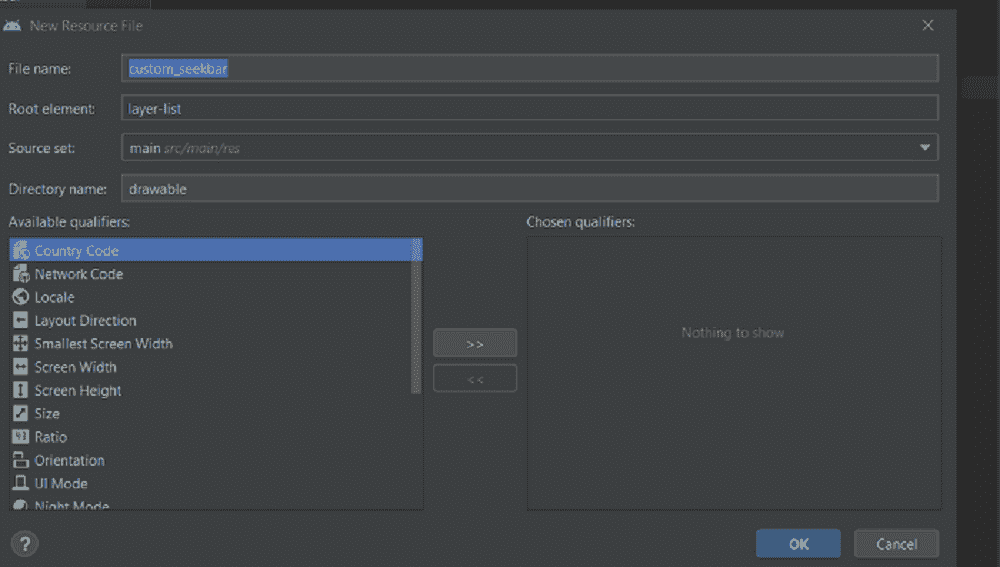 New Resource File
File name: custom_seekbar
Root element: layer-list
Source set: main src/main/res
Directory name: drawable
Available qualifiers: Chosen qualifiers:
Country Code
Network Code
Locale
Layout Direction
Nothing to show
Smallest Screen Width
>>
Screen Width
<<
Screen Height
Size
Ratio
Orientation
UI Mode
Night Mode
? OK Cancel